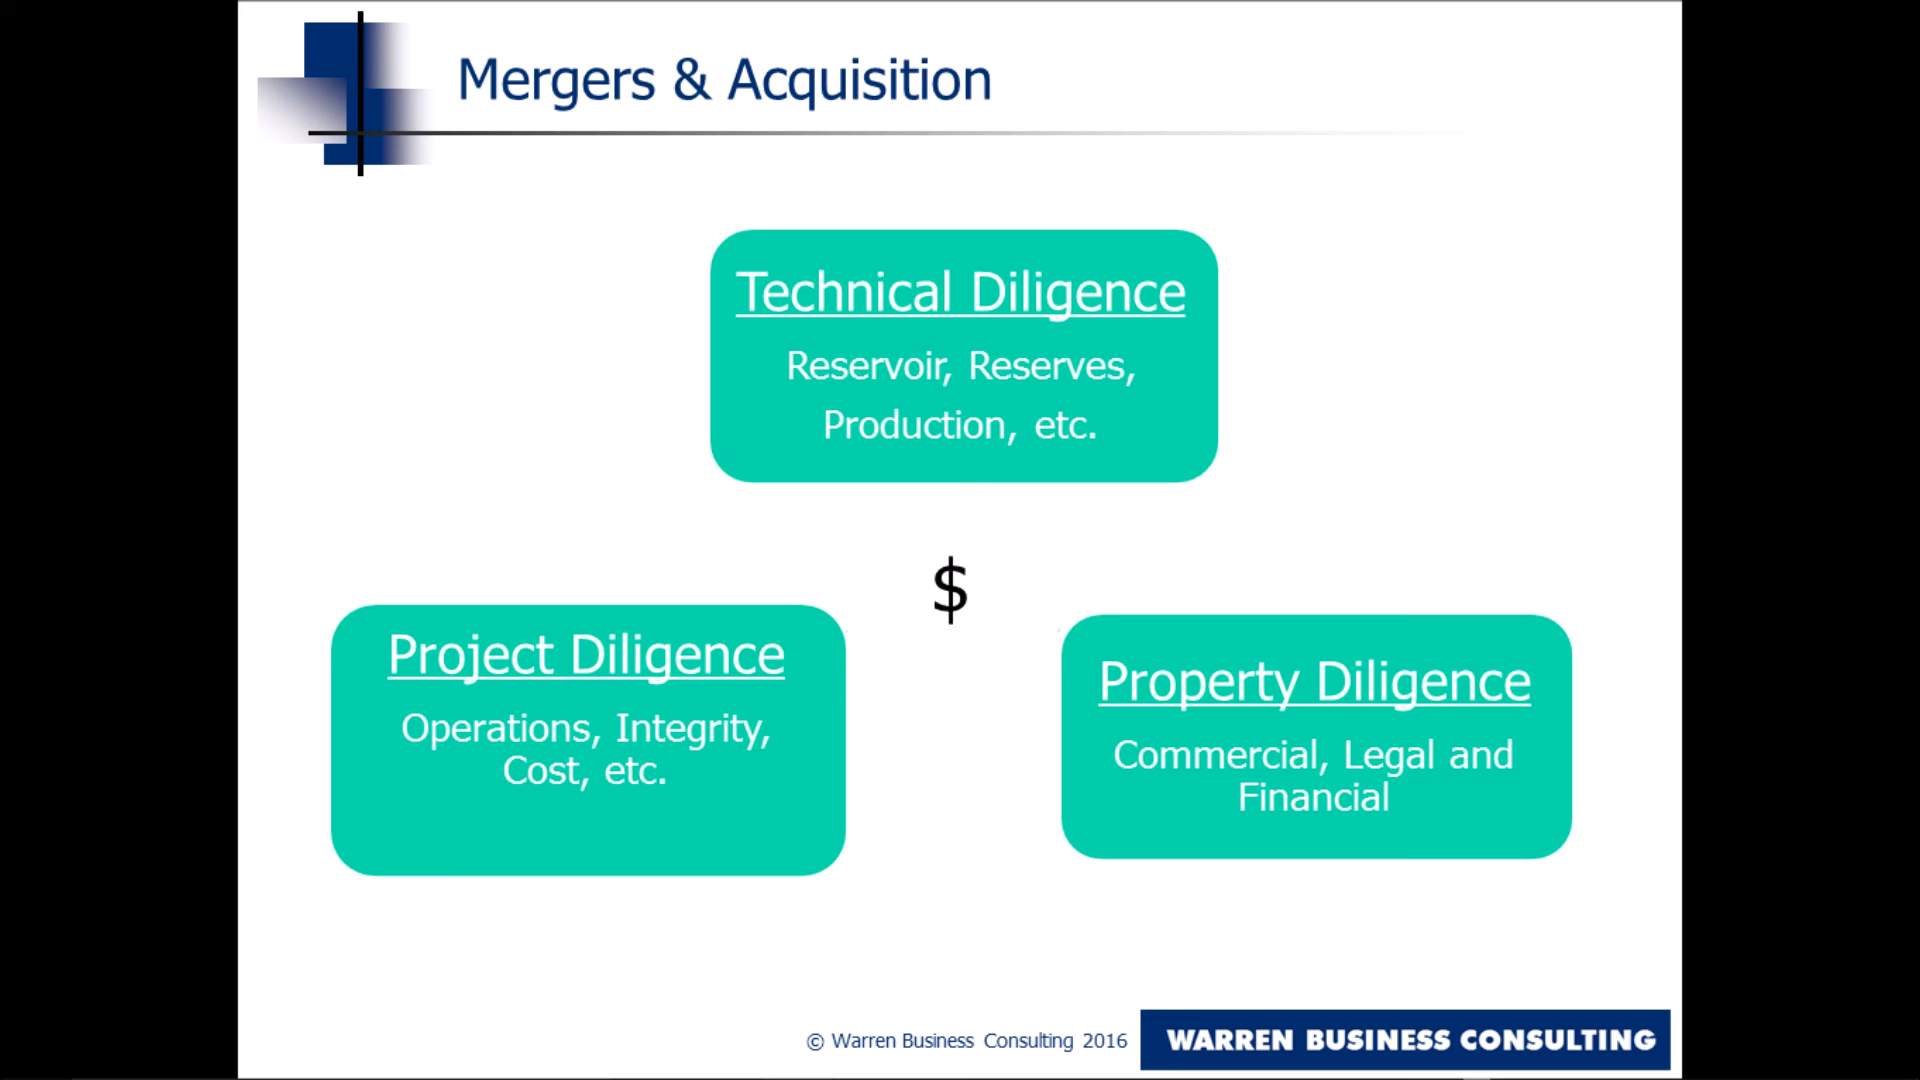 Mergers & Acquisition
Technical Diligence
Reservoir, Reserves,
Production, etc.
$
Project Diligence
Operations, Integrity,
Cost, etc.
Property Diligence
Commercial, Legal and
Financial
© Warren Business Consulting 2016
WARREN BUSINESS CONSULTING